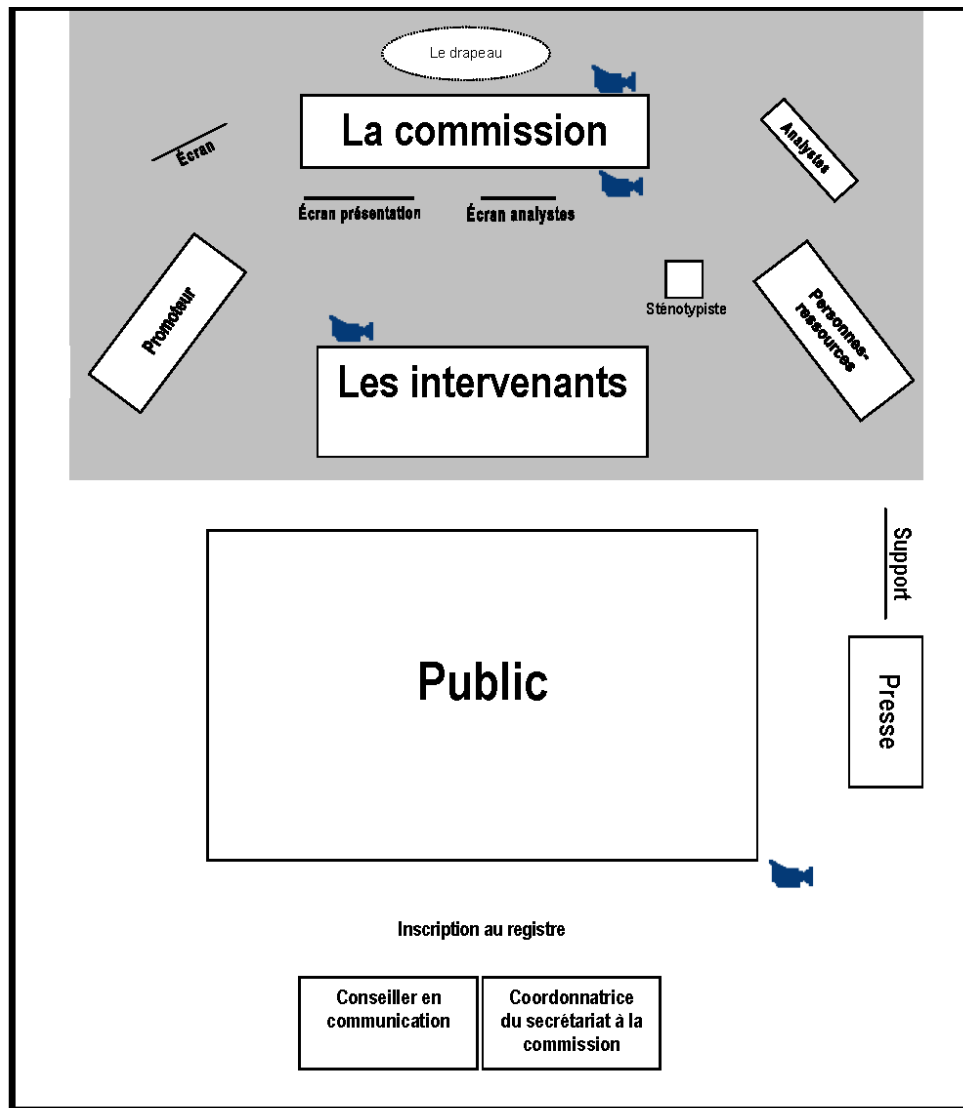 Le drapeau
La commission
Écran
Analystes
Écran présentation
Écran analystes
Promoteur
Sténotypiste
Personnes-
ressources
Les intervenants
Support
Public
Presse
Inscription au registre
Conseiller en
communication
Coordonnatrice
du secrétariat à la
commission